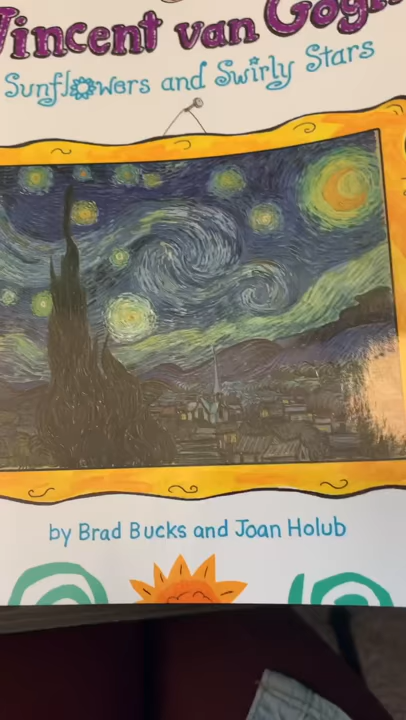 Vincent van Gogh
Sunflowers and Swirly Stars
by Brad Bucks and Joan Holub